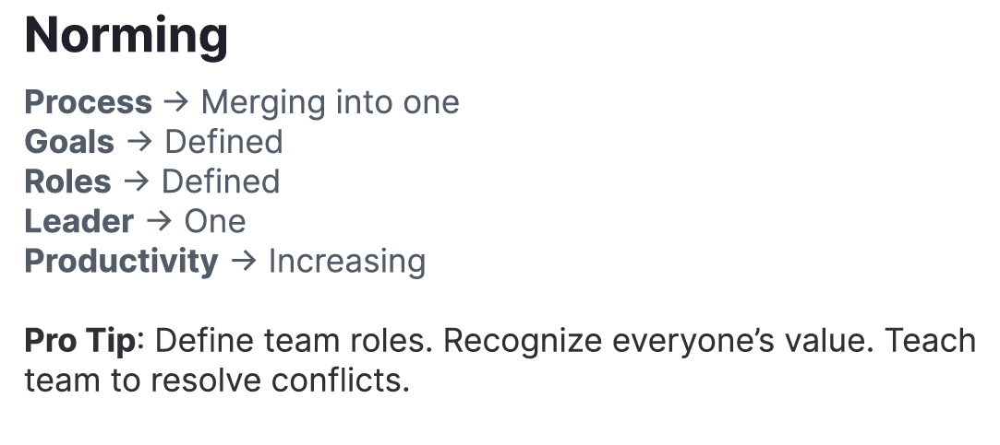 Norming
Process → Merging into one
Goals → Defined
Roles → Defined
Leader → One
Productivity → Increasing
Pro Tip: Define team roles. Recognize everyone’s value. Teach
team to resolve conflicts.